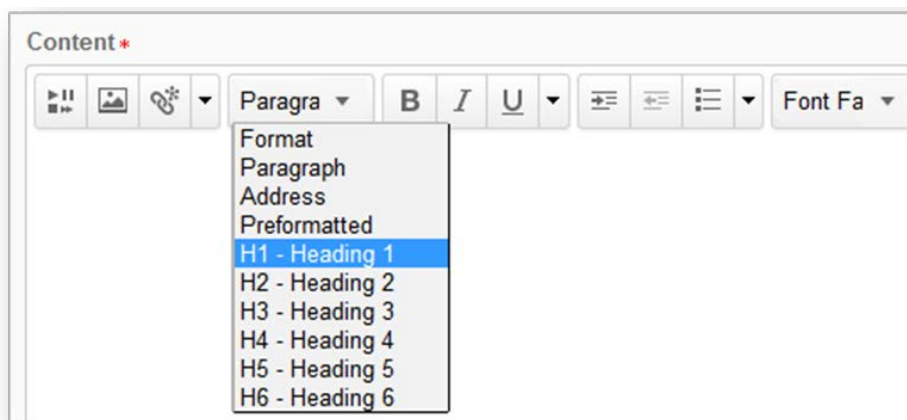 Content *
Paragra B I U Font Fa
Format
Paragraph
Address
Preformatted
H1 - Heading 1
H2 - Heading 2
H3 - Heading 3
H4 - Heading 4
H5 - Heading 5
H6 - Heading 6